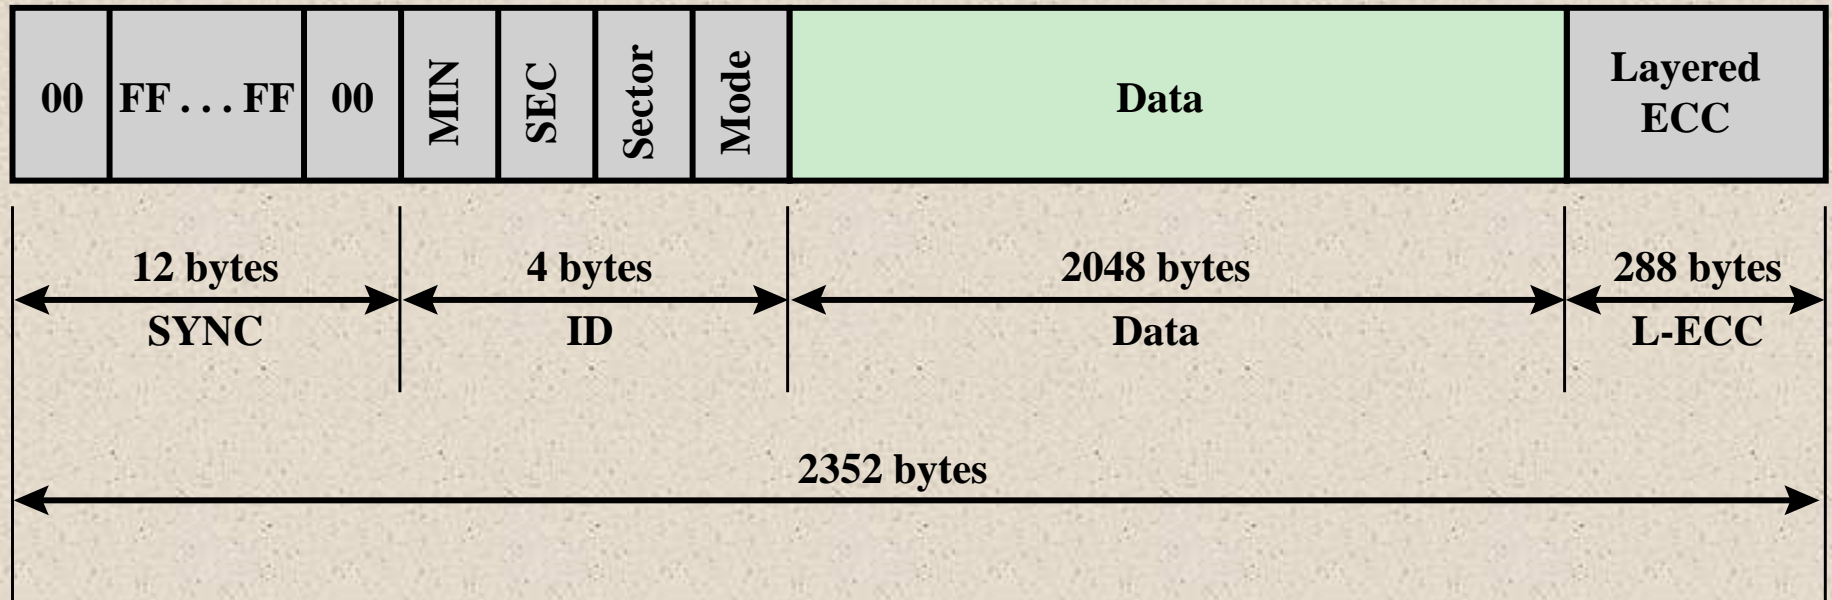 00
FF . . . FF
00
MIN
SEC
Sector
Mode
Data
Layered
ECC
12 bytes
SYNC
4 bytes
ID
2048 bytes
Data
288 bytes
L-ECC
2352 bytes